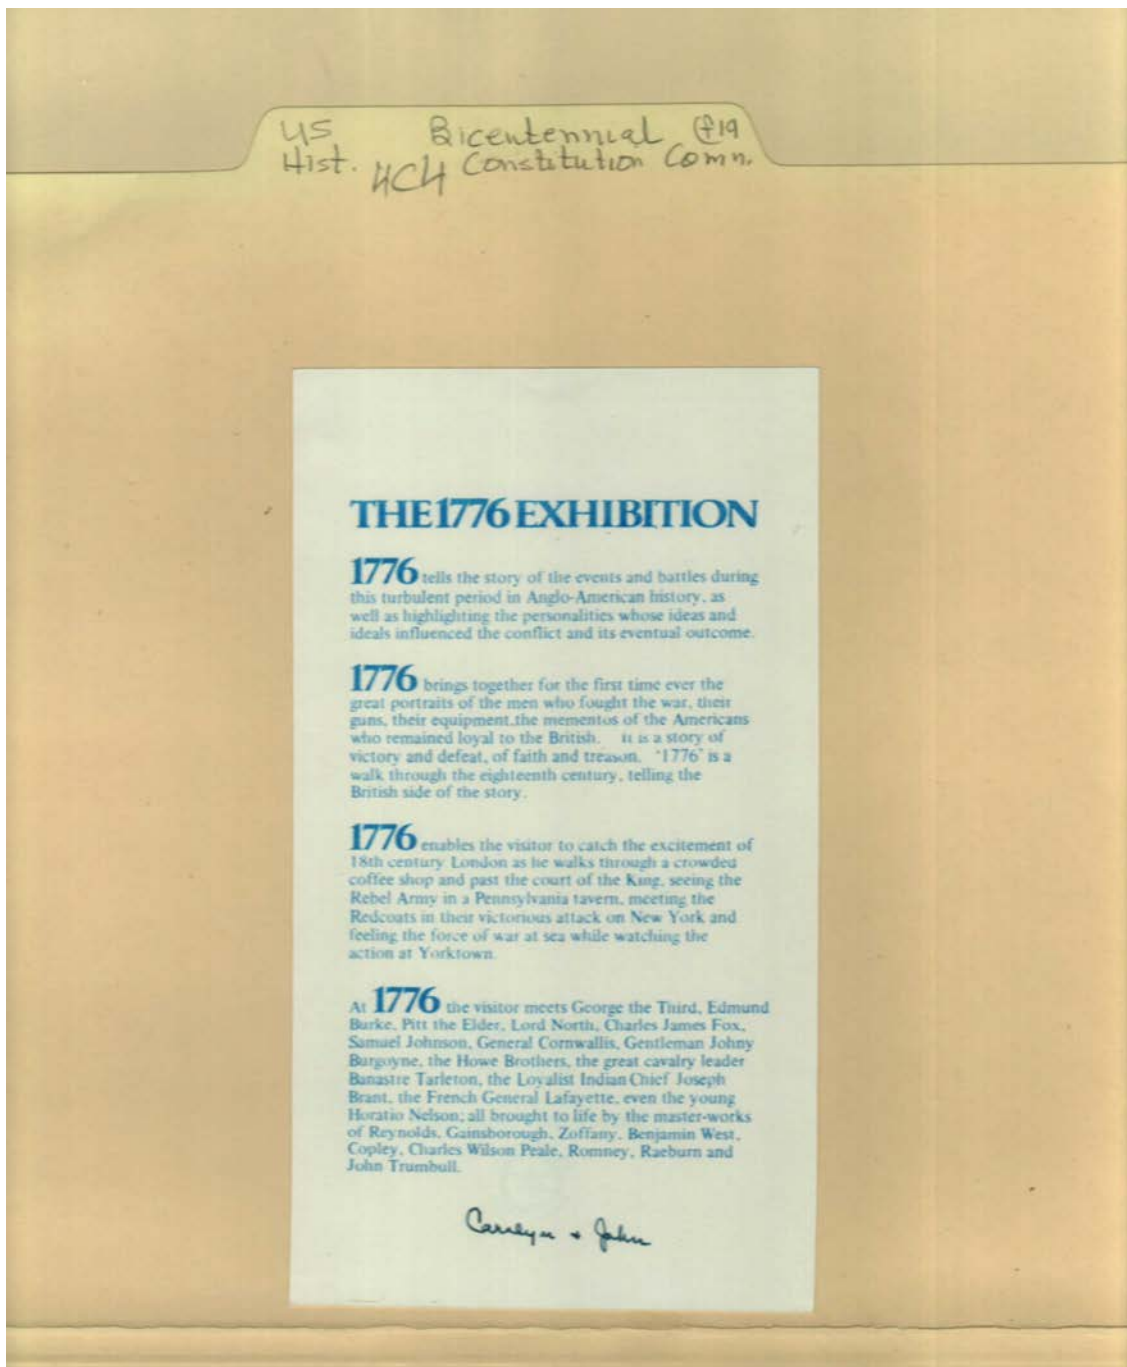 US Bicentennial (f19
Hist. 4C4 Constitution Comn.
THE 1776 EXHIBITION
1776 tells the story of the events and battles during
this turbulent period in Anglo-American history, as
well as highlighting the personalities whose ideas and
ideals influenced the conflict and its eventual outcome.
1776 brings together for the first time ever the
great portraits of the men who fought the war, their
guns, their equipment, the mementos of the Americans
who remained loyal to the British. It is a story of
victory and defeat, of faith and treason. '1776' is a
walk through the eighteenth century, telling the
British side of the story.
1776 enables the visitor to catch the excitement of
18th century London as he walks through a crowded
coffee shop and past the court of the King, seeing the
Rebel Army in a Pennsylvania tavern, meeting the
Redcoats in their victorious attack on New York and
feeling the force of war at sea while watching the
action at Yorktown.
At 1776 the visitor meets George the Third, Edmund
Burke, Pitt the Elder, Lord North, Charles James Fox,
Samuel Johnson, General Cornwallis, Gentleman Johny
Burgoyne, the Howe Brothers, the great cavalry leader
Banastre Tarleton, the Loyalist Indian Chief Joseph
Brant, the French General Lafayette, even the young
Horatio Nelson; all brought to life by the master-works
of Reynolds, Gainsborough, Zoffany, Benjamin West,
Copley, Charles Wilson Peale, Romney, Raeburn and
John Trumbull.
Carolyn + John